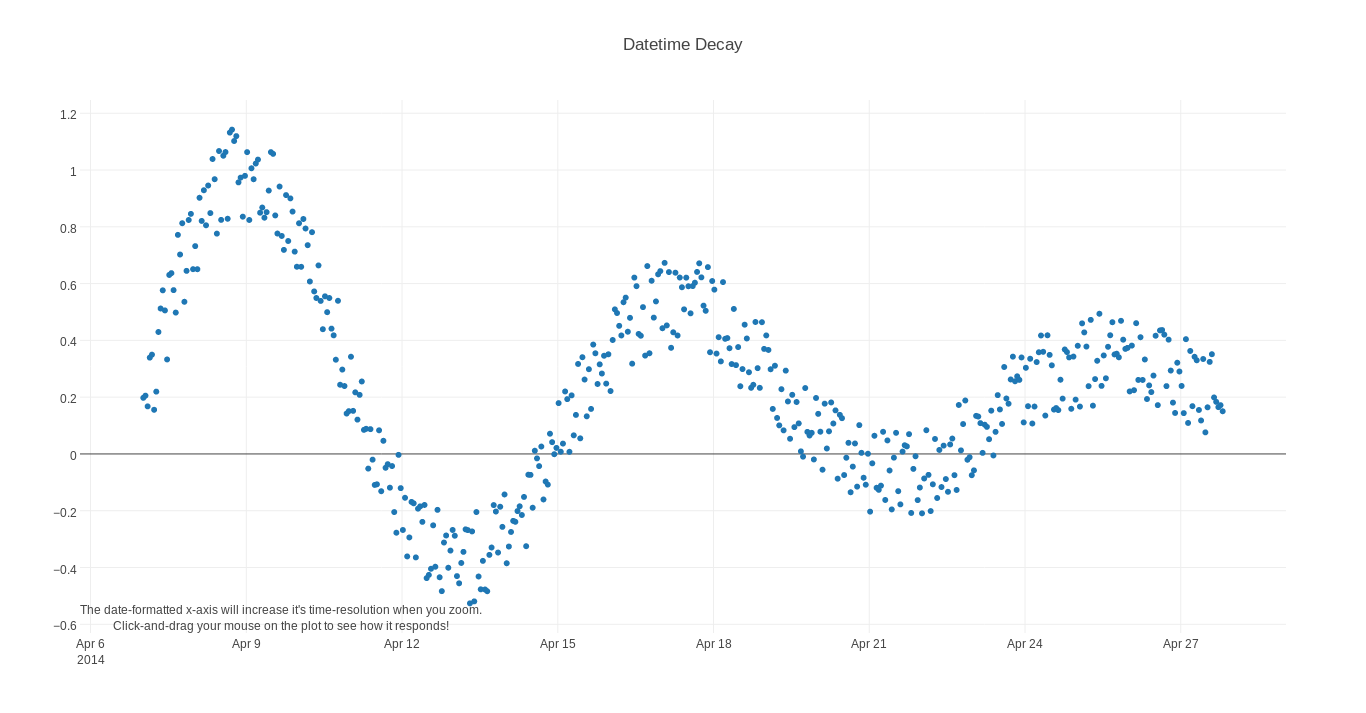 Datetime Decay
1.2
1
0.8
0.6
0.4
0.2
0
−0.2
−0.4
−0.6
The date-formatted x-axis will increase it's time-resolution when you zoom.
Click-and-drag your mouse on the plot to see how it responds!
Apr 6 Apr 9 Apr 12 Apr 15 Apr 18 Apr 21 Apr 24 Apr 27
2014